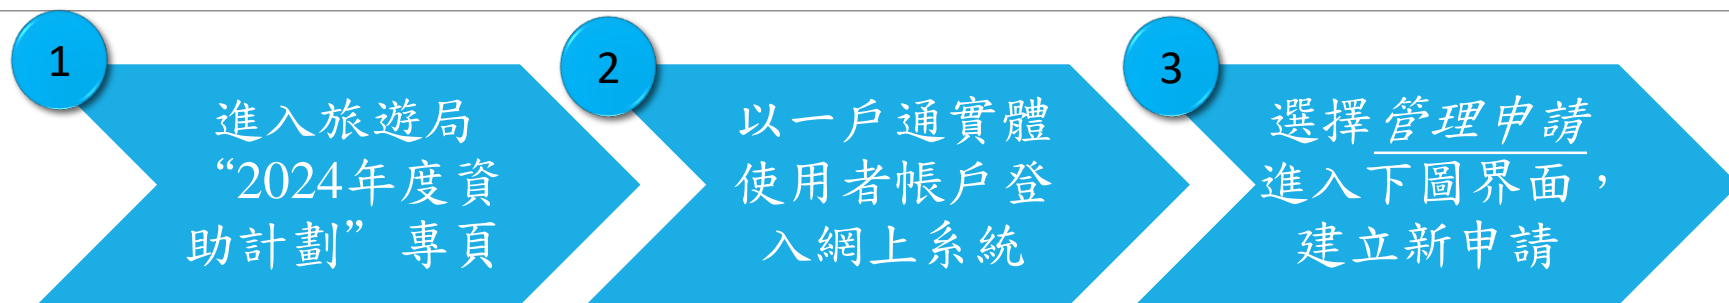 1
進入旅遊局
“2024年度資
助計劃”專頁
2
以一戶通實體
使用者帳戶登
入網上系統
3
選擇管理申請
進入下圖界面，
建立新申請